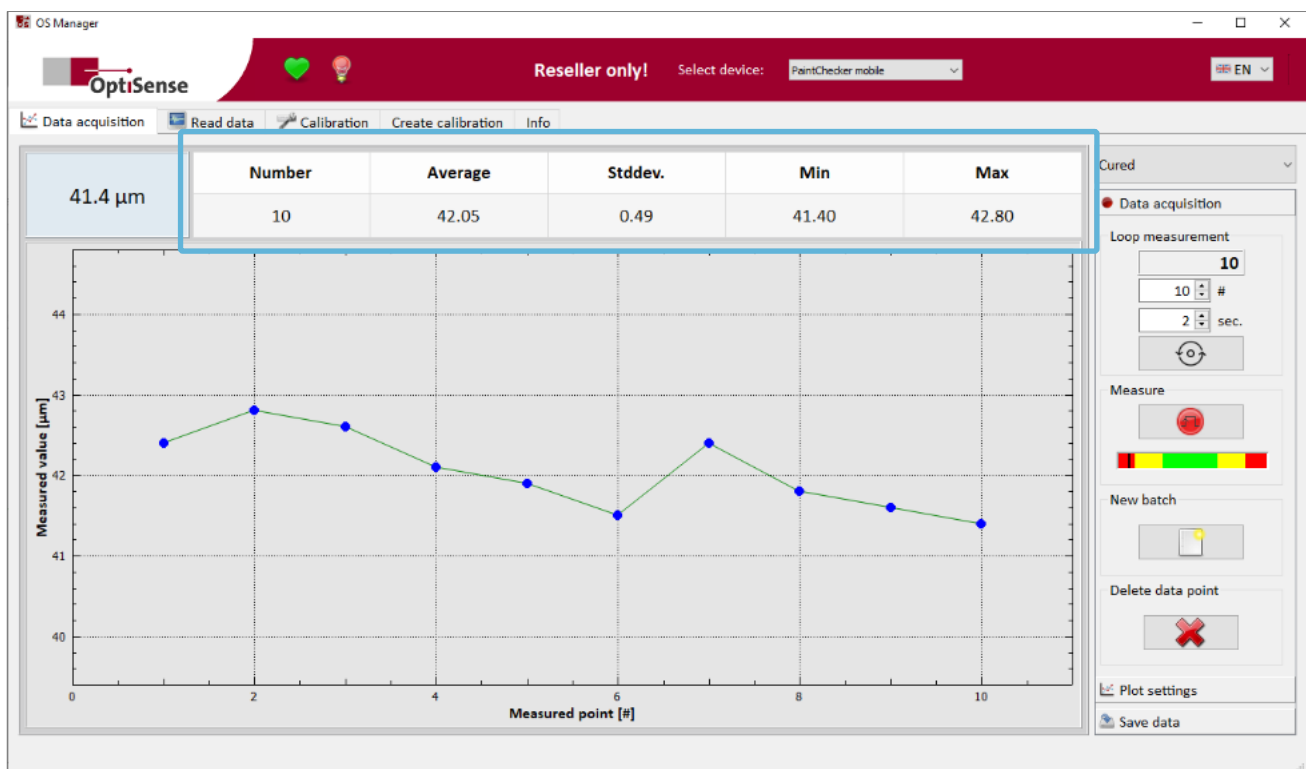 OS Manager
OptiSense
Reseller only! Select device: PaintChecker mobile EN
Data acquisition Read data Calibration Create calibration Info
41.4 µm
Number Average Stddev. Min Max
10 42.05 0.49 41.40 42.80
Cured
Data acquisition
Loop measurement
10
10 #
2 sec.
Measure
New batch
Delete data point
Plot settings
Save data
Measured value [µm]
44
43
42
41
40
0 2 4 6 8 10
Measured point [#]